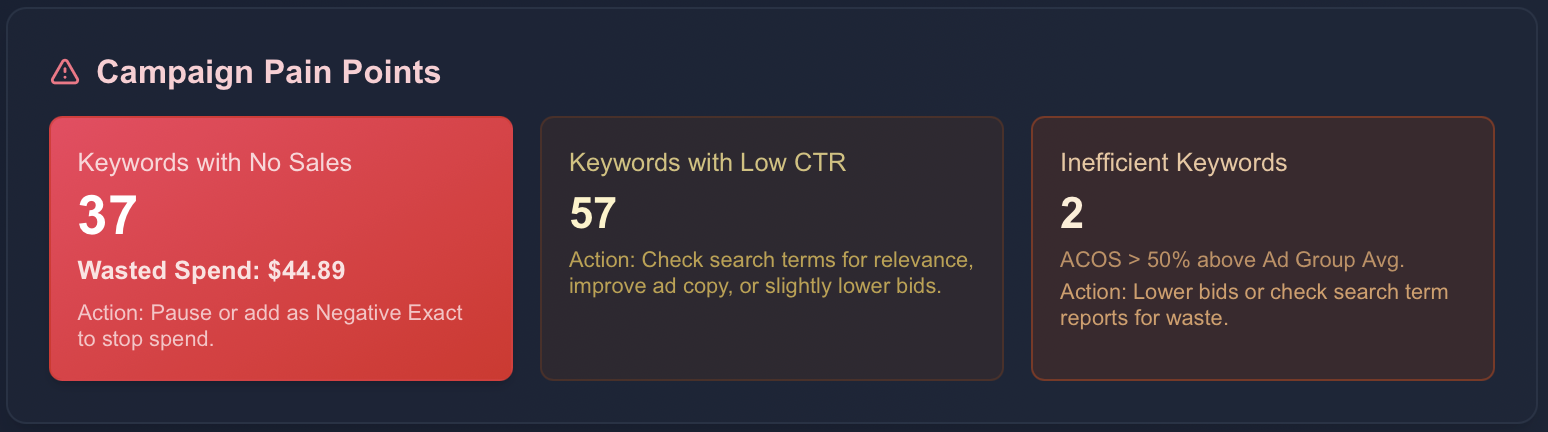 Campaign Pain Points
Keywords with No Sales
37
Wasted Spend: $44.89
Action: Pause or add as Negative Exact
to stop spend.
Keywords with Low CTR
57
Action: Check search terms for relevance,
improve ad copy, or slightly lower bids.
Inefficient Keywords
2
ACOS > 50% above Ad Group Avg.
Action: Lower bids or check search term
reports for waste.